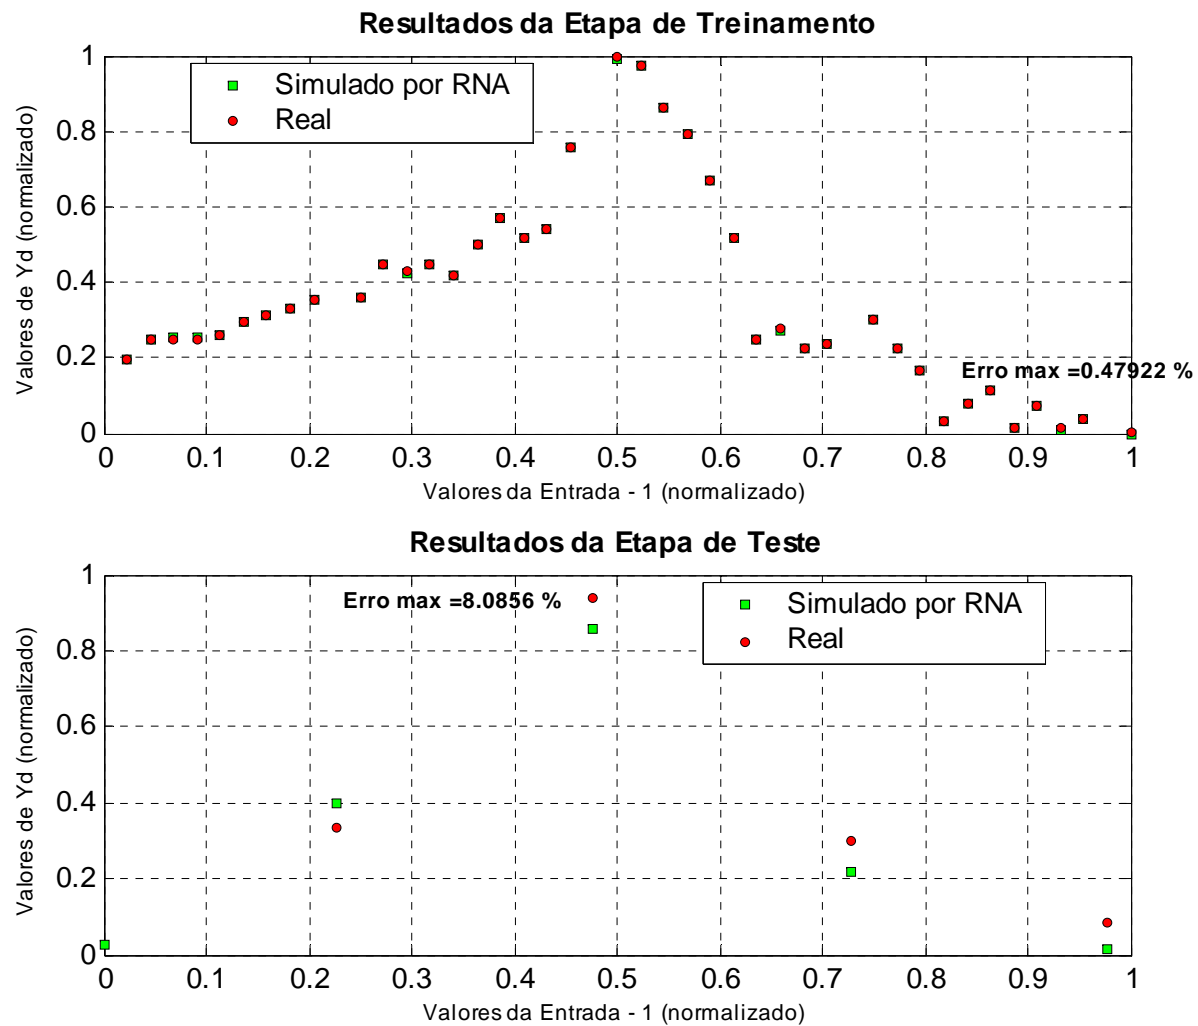 Resultados da Etapa de Treinamento
1
0.8
0.6
0.4
0.2
0
Valores de Yd (normalizado)
Simulado por RNA
Real
Erro max =0.47922 %
0 0.1 0.2 0.3 0.4 0.5 0.6 0.7 0.8 0.9 1
Valores da Entrada - 1 (normalizado)
Resultados da Etapa de Teste
1
0.8
0.6
0.4
0.2
0
Valores de Yd (normalizado)
Erro max =8.0856 %
Simulado por RNA
Real
0 0.1 0.2 0.3 0.4 0.5 0.6 0.7 0.8 0.9 1
Valores da Entrada - 1 (normalizado)